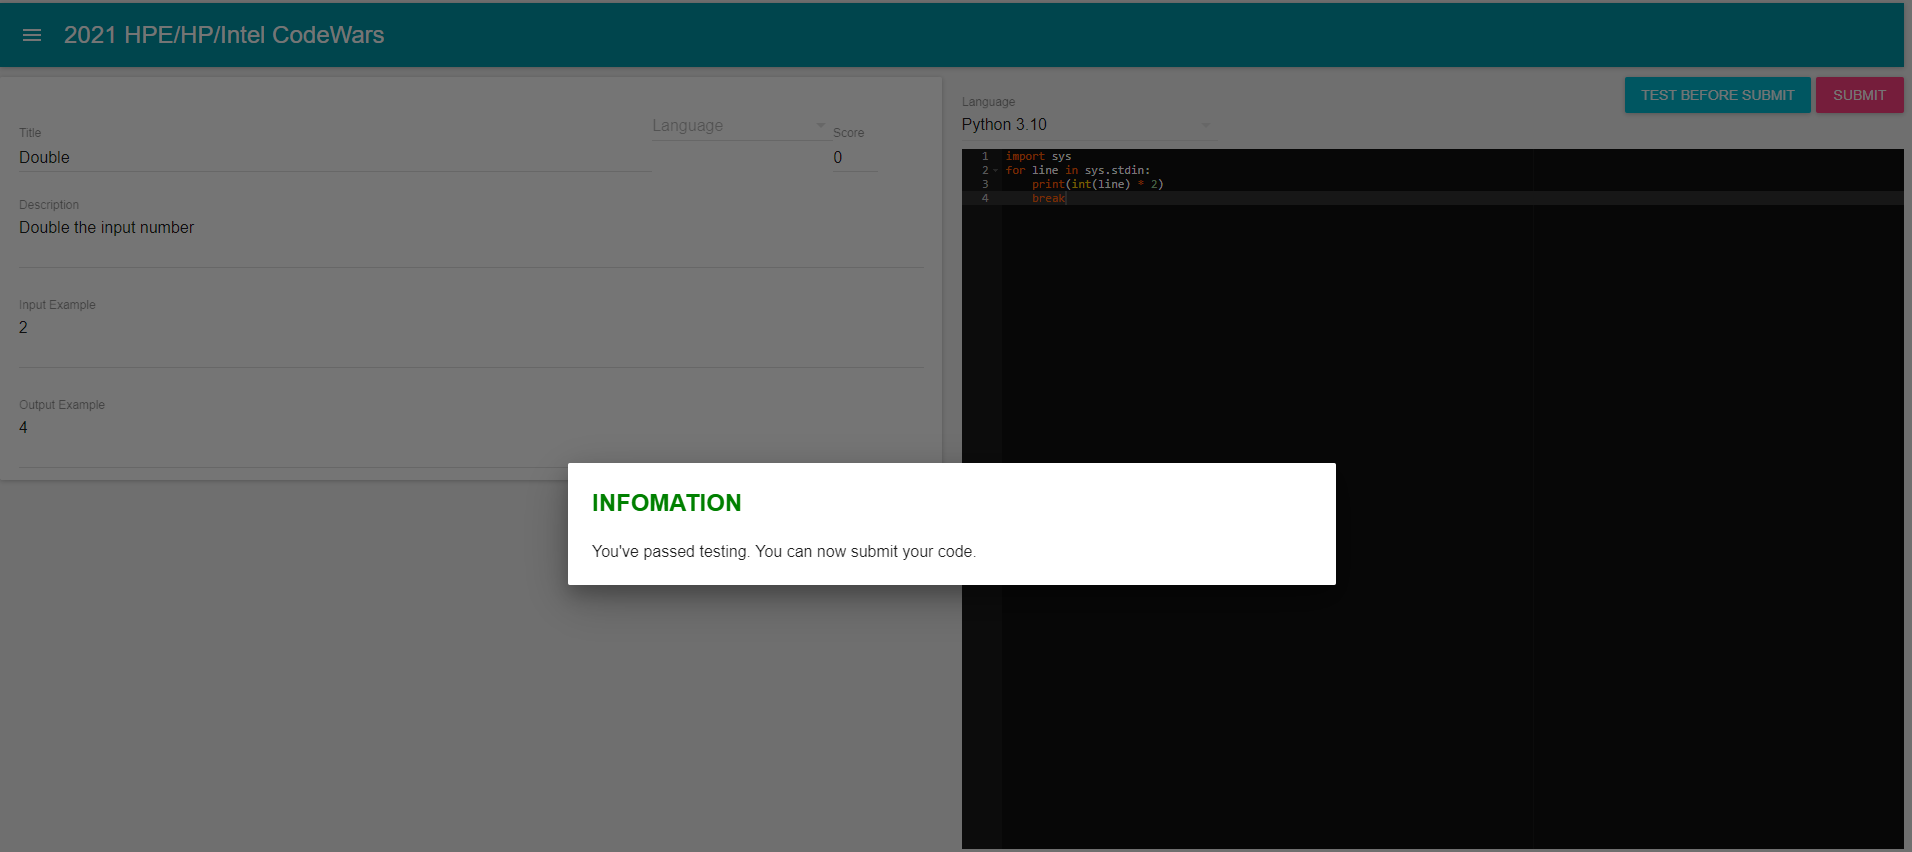 2021 HPE/HP/Intel CodeWars
Title
Double
Language
Score
0
Description
Double the input number
Input Example
2
Output Example
4
TEST BEFORE SUBMIT
SUBMIT
Language
Python 3.10
1 import sys
2 for line in sys.stdin:
3     print(int(line) * 2)
4     break
INFOMATION
You've passed testing. You can now submit your code.